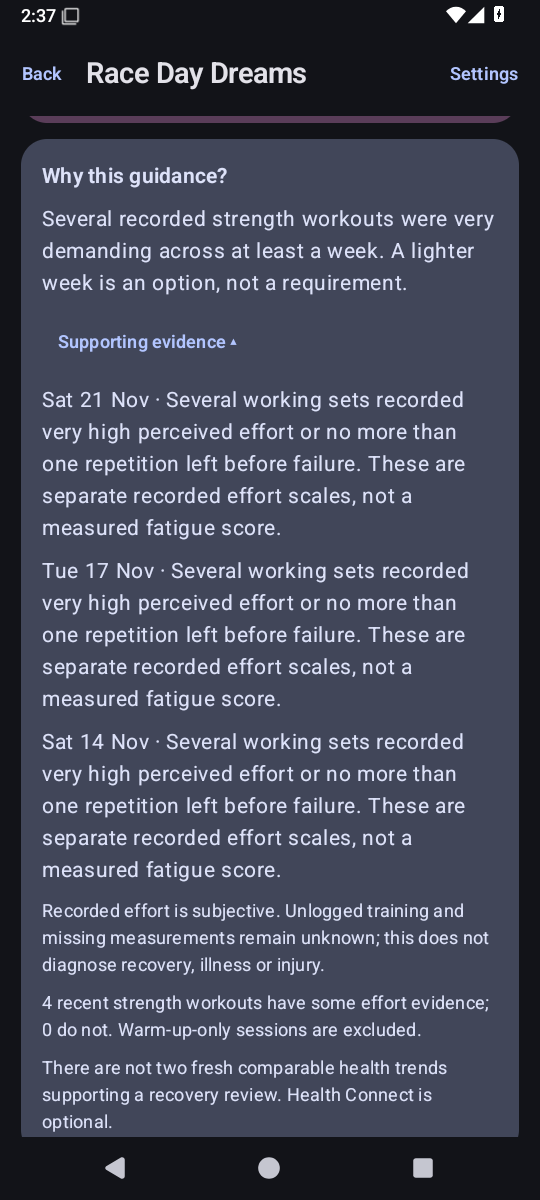 2:37
Back Race Day Dreams Settings
Why this guidance?
Several recorded strength workouts were very
demanding across at least a week. A lighter
week is an option, not a requirement.
Supporting evidence ▴
Sat 21 Nov · Several working sets recorded
very high perceived effort or no more than
one repetition left before failure. These are
separate recorded effort scales, not a
measured fatigue score.
Tue 17 Nov · Several working sets recorded
very high perceived effort or no more than
one repetition left before failure. These are
separate recorded effort scales, not a
measured fatigue score.
Sat 14 Nov · Several working sets recorded
very high perceived effort or no more than
one repetition left before failure. These are
separate recorded effort scales, not a
measured fatigue score.
Recorded effort is subjective. Unlogged training and
missing measurements remain unknown; this does not
diagnose recovery, illness or injury.
4 recent strength workouts have some effort evidence;
0 do not. Warm-up-only sessions are excluded.
There are not two fresh comparable health trends
supporting a recovery review. Health Connect is
optional.